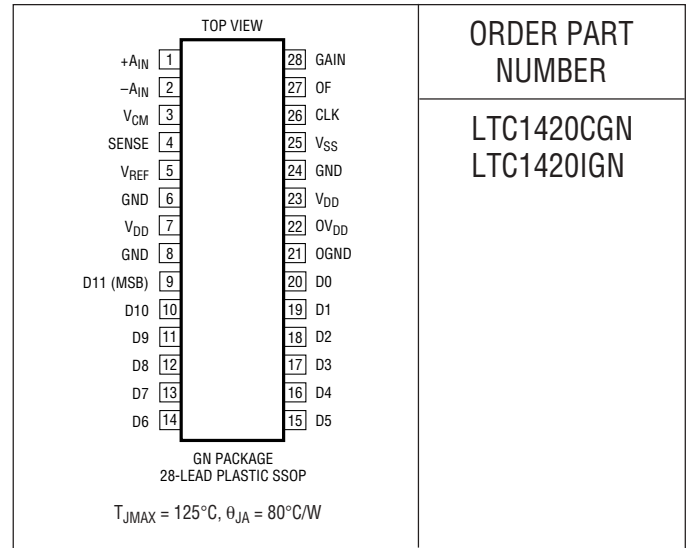 TOP VIEW
+AIN 1
–AIN 2
VCM 3
SENSE 4
VREF 5
GND 6
VDD 7
GND 8
D11 (MSB) 9
D10 10
D9 11
D8 12
D7 13
D6 14
28 GAIN
27 OF
26 CLK
25 VSS
24 GND
23 VDD
22 OVDD
21 OGND
20 D0
19 D1
18 D2
17 D3
16 D4
15 D5
GN PACKAGE
28-LEAD PLASTIC SSOP
TJMAX = 125°C, θJA = 80°C/W
ORDER PART
NUMBER
LTC1420CGN
LTC1420IGN